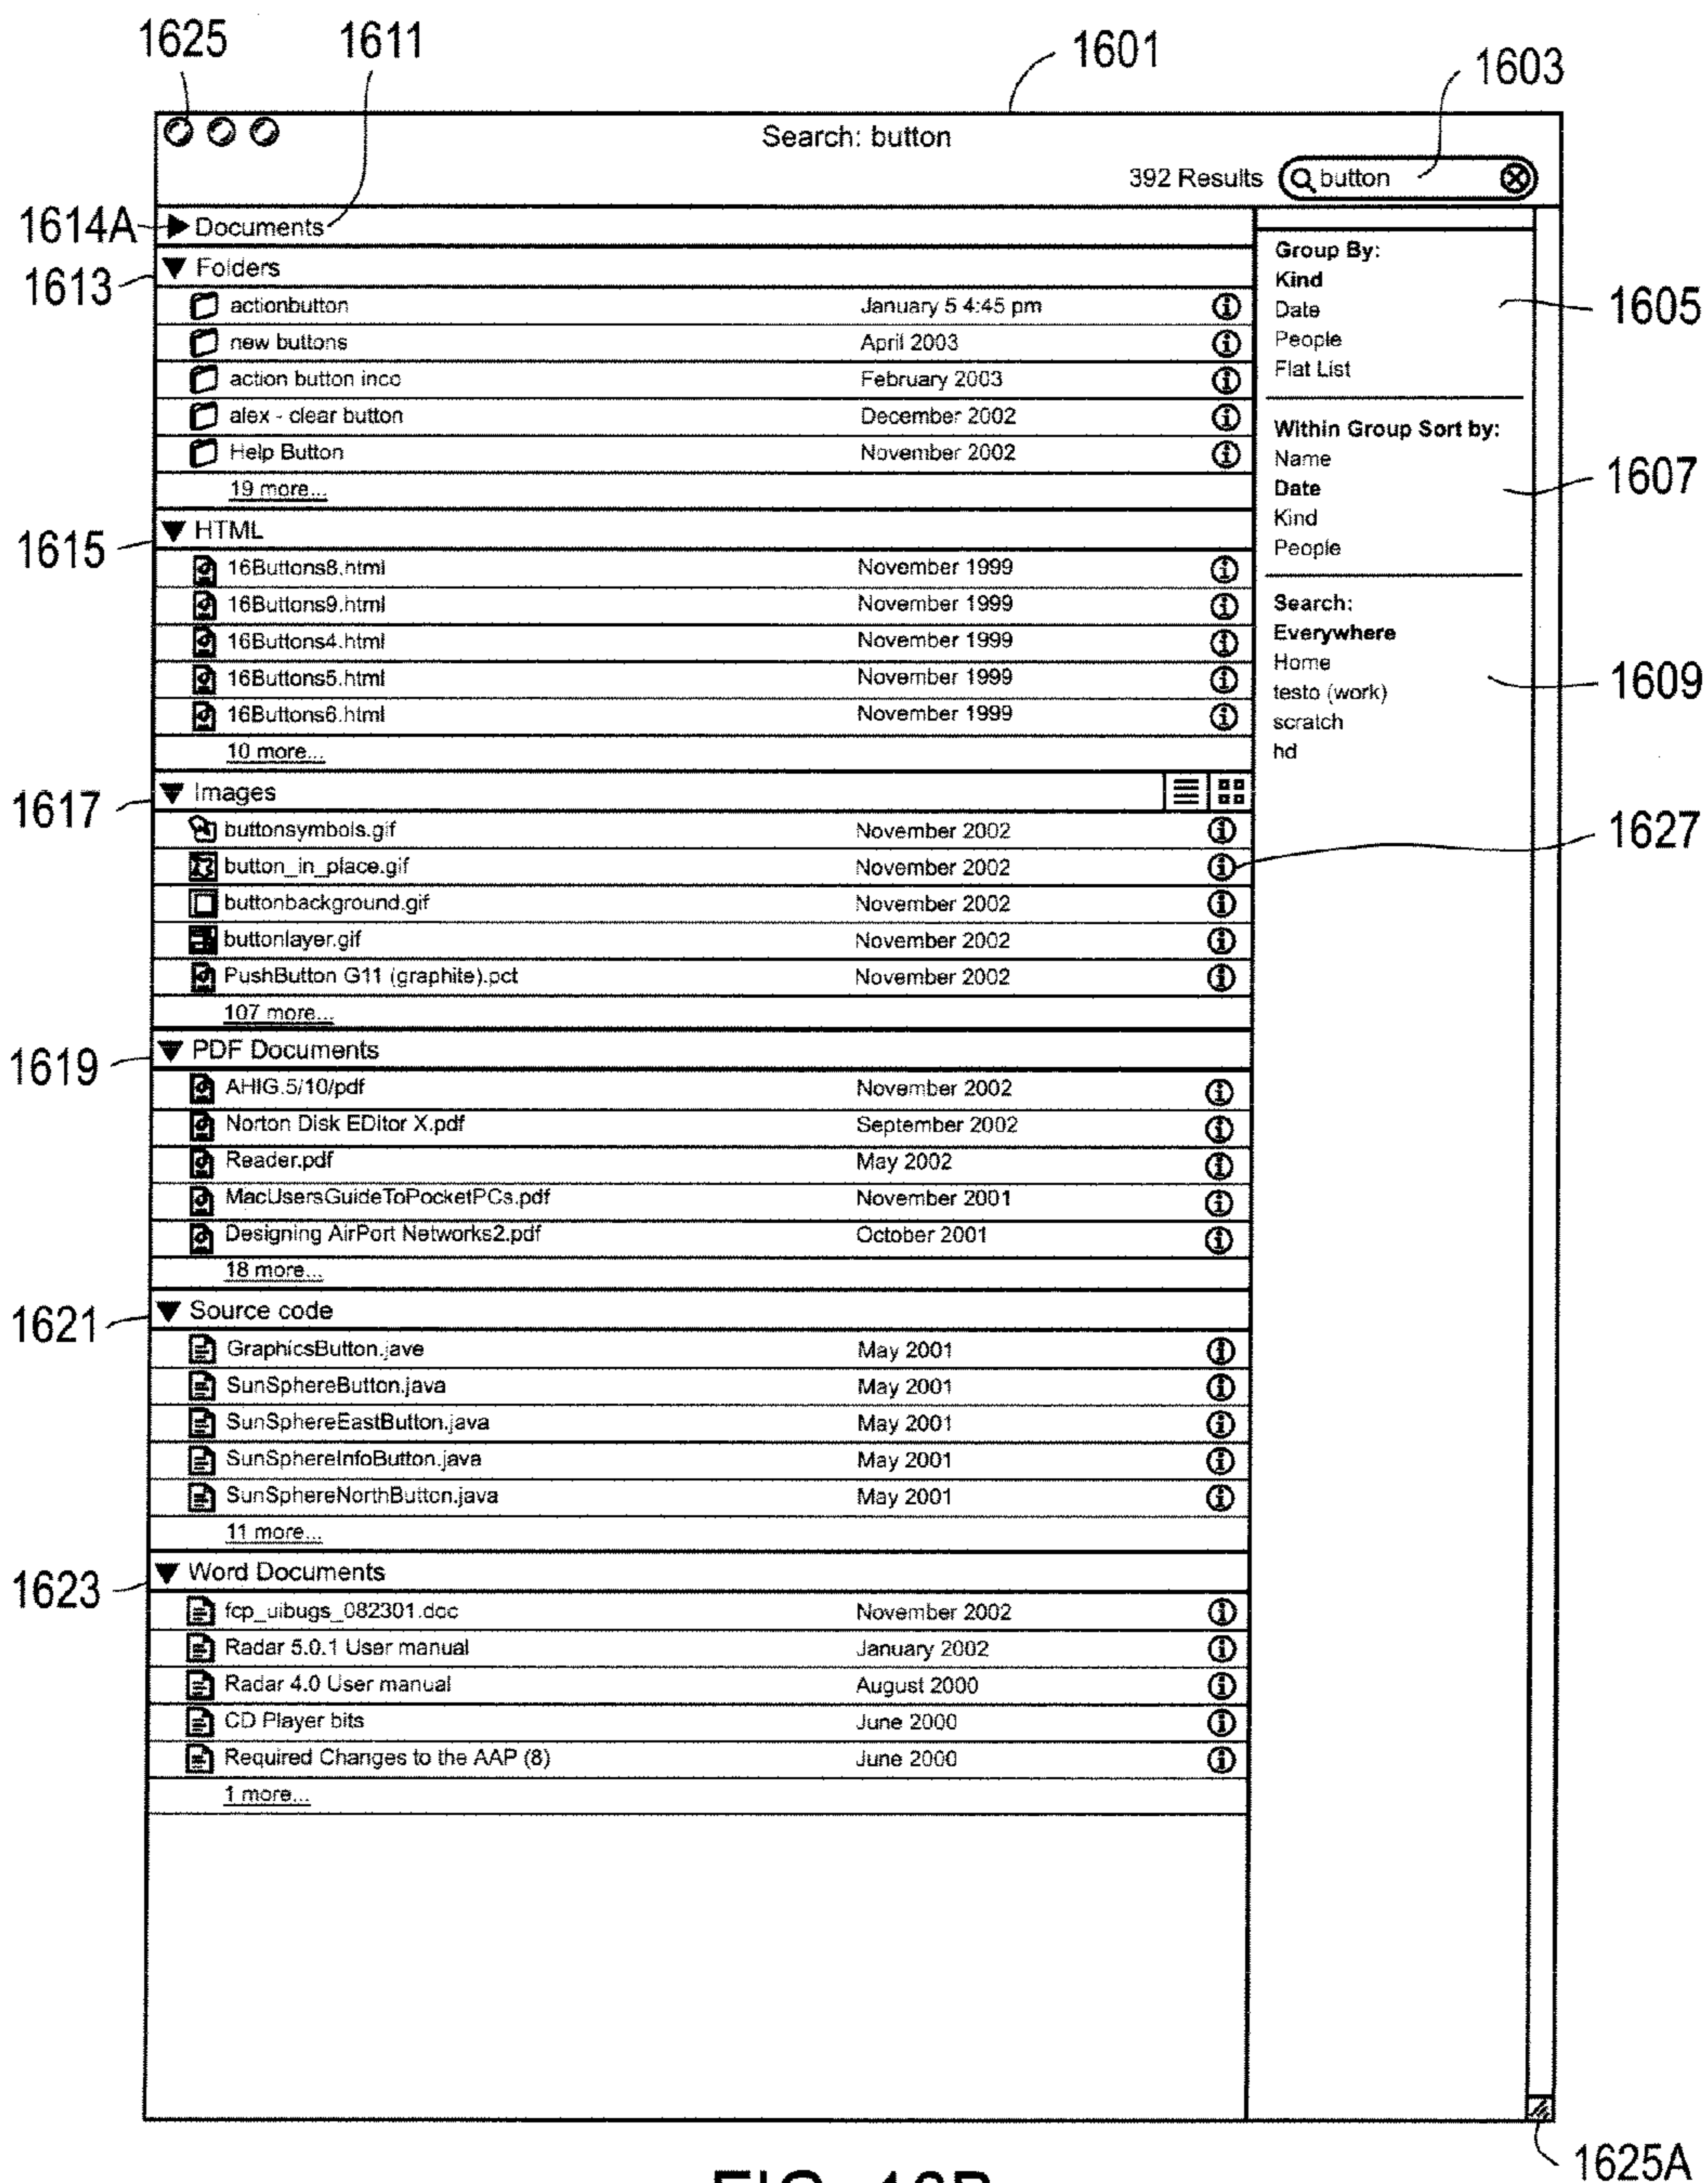 1625 1611 1601 1603
Search: button
392 Results button
1614A Documents
1613 Folders
actionbutton January 5 4:45 pm
new buttons April 2003
action button incc February 2003
alex - clear button December 2002
Help Button November 2002
19 more...
1615 HTML
16Buttons8.html November 1999
16Buttons9.html November 1999
16Buttons4.html November 1999
16Buttons5.html November 1999
16Buttons6.html November 1999
10 more...
1617 Images
buttonsymbols.gif November 2002
button_in_place.gif November 2002
buttonbackground.gif November 2002
buttonlayer.gif November 2002
PushButton G11 (graphite).pct November 2002
107 more...
1619 PDF Documents
AHIG.5/10/pdf November 2002
Norton Disk EDitor X.pdf September 2002
Reader.pdf May 2002
MacUsersGuideToPocketPCs.pdf November 2001
Designing AirPort Networks2.pdf October 2001
18 more...
1621 Source code
GraphicsButton.jave May 2001
SunSphereButton.java May 2001
SunSphereEastButton.java May 2001
SunSphereInfoButton.java May 2001
SunSphereNorthButton.java May 2001
11 more...
1623 Word Documents
fcp_uibugs_082301.doc November 2002
Radar 5.0.1 User manual January 2002
Radar 4.0 User manual August 2000
CD Player bits June 2000
Required Changes to the AAP (8) June 2000
1 more...
Group By:
Kind
Date
People
Flat List
1605
Within Group Sort by:
Name
Date
Kind
People
1607
Search:
Everywhere
Home
testo (work)
scratch
hd
1609
1627
1625A